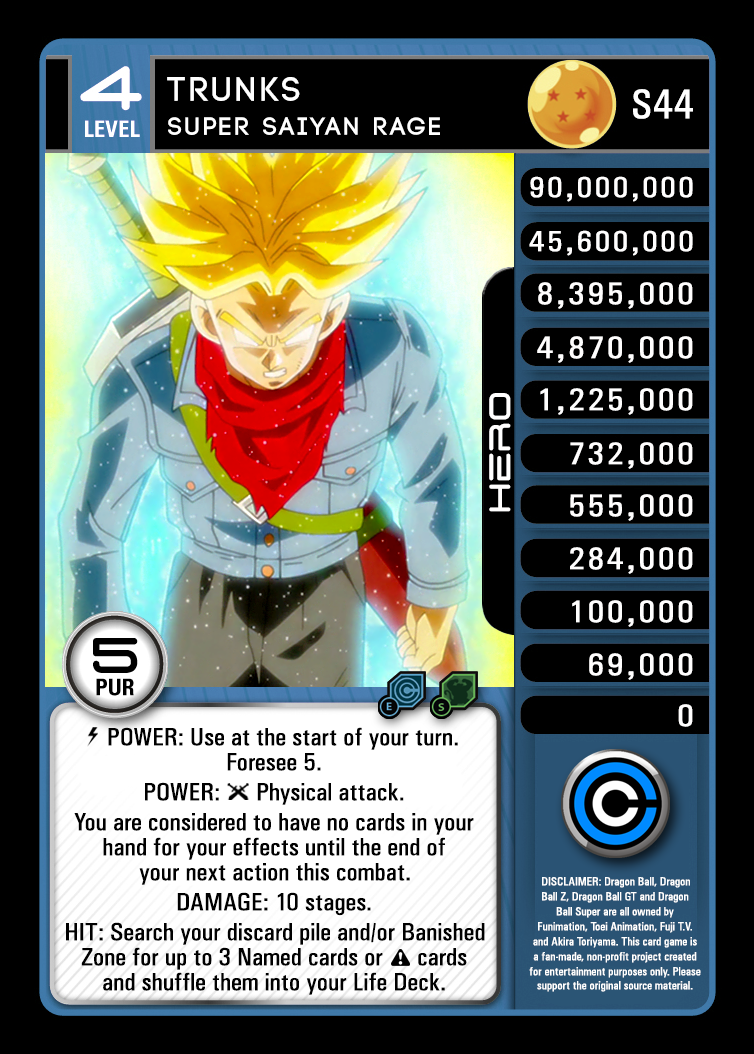 4
LEVEL
TRUNKS
SUPER SAIYAN RAGE
S44
90,000,000
45,600,000
8,395,000
4,870,000
1,225,000
732,000
555,000
284,000
100,000
69,000
0
HERO
5
PUR
E
S
POWER: Use at the start of your turn.
Foresee 5.
POWER: Physical attack.
You are considered to have no cards in your
hand for your effects until the end of
your next action this combat.
DAMAGE: 10 stages.
HIT: Search your discard pile and/or Banished
Zone for up to 3 Named cards or cards
and shuffle them into your Life Deck.
DISCLAIMER: Dragon Ball, Dragon
Ball Z, Dragon Ball GT and Dragon
Ball Super are all owned by
Funimation, Toei Animation, Fuji T.V.
and Akira Toriyama. This card game is
a fan-made, non-profit project created
for entertainment purposes only. Please
support the original source material.